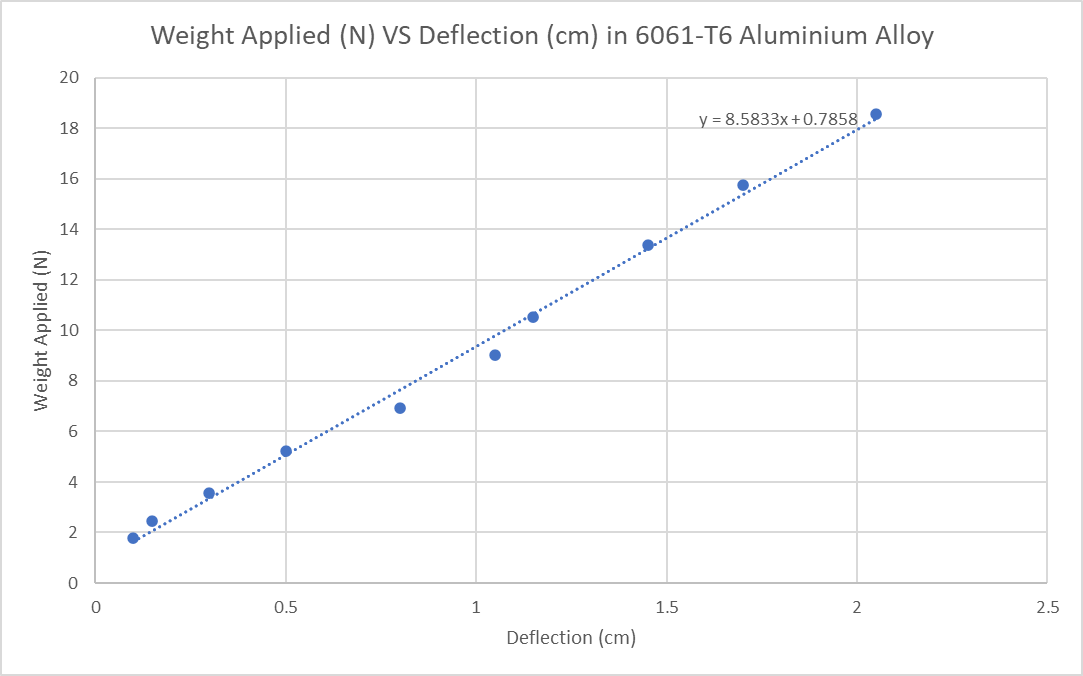 Weight Applied (N) VS Deflection (cm) in 6061-T6 Aluminium Alloy
20
18
16
14
12
10
8
6
4
2
0
Weight Applied (N)
y = 8.5833x + 0.7858
0 0.5 1 1.5 2 2.5
Deflection (cm)